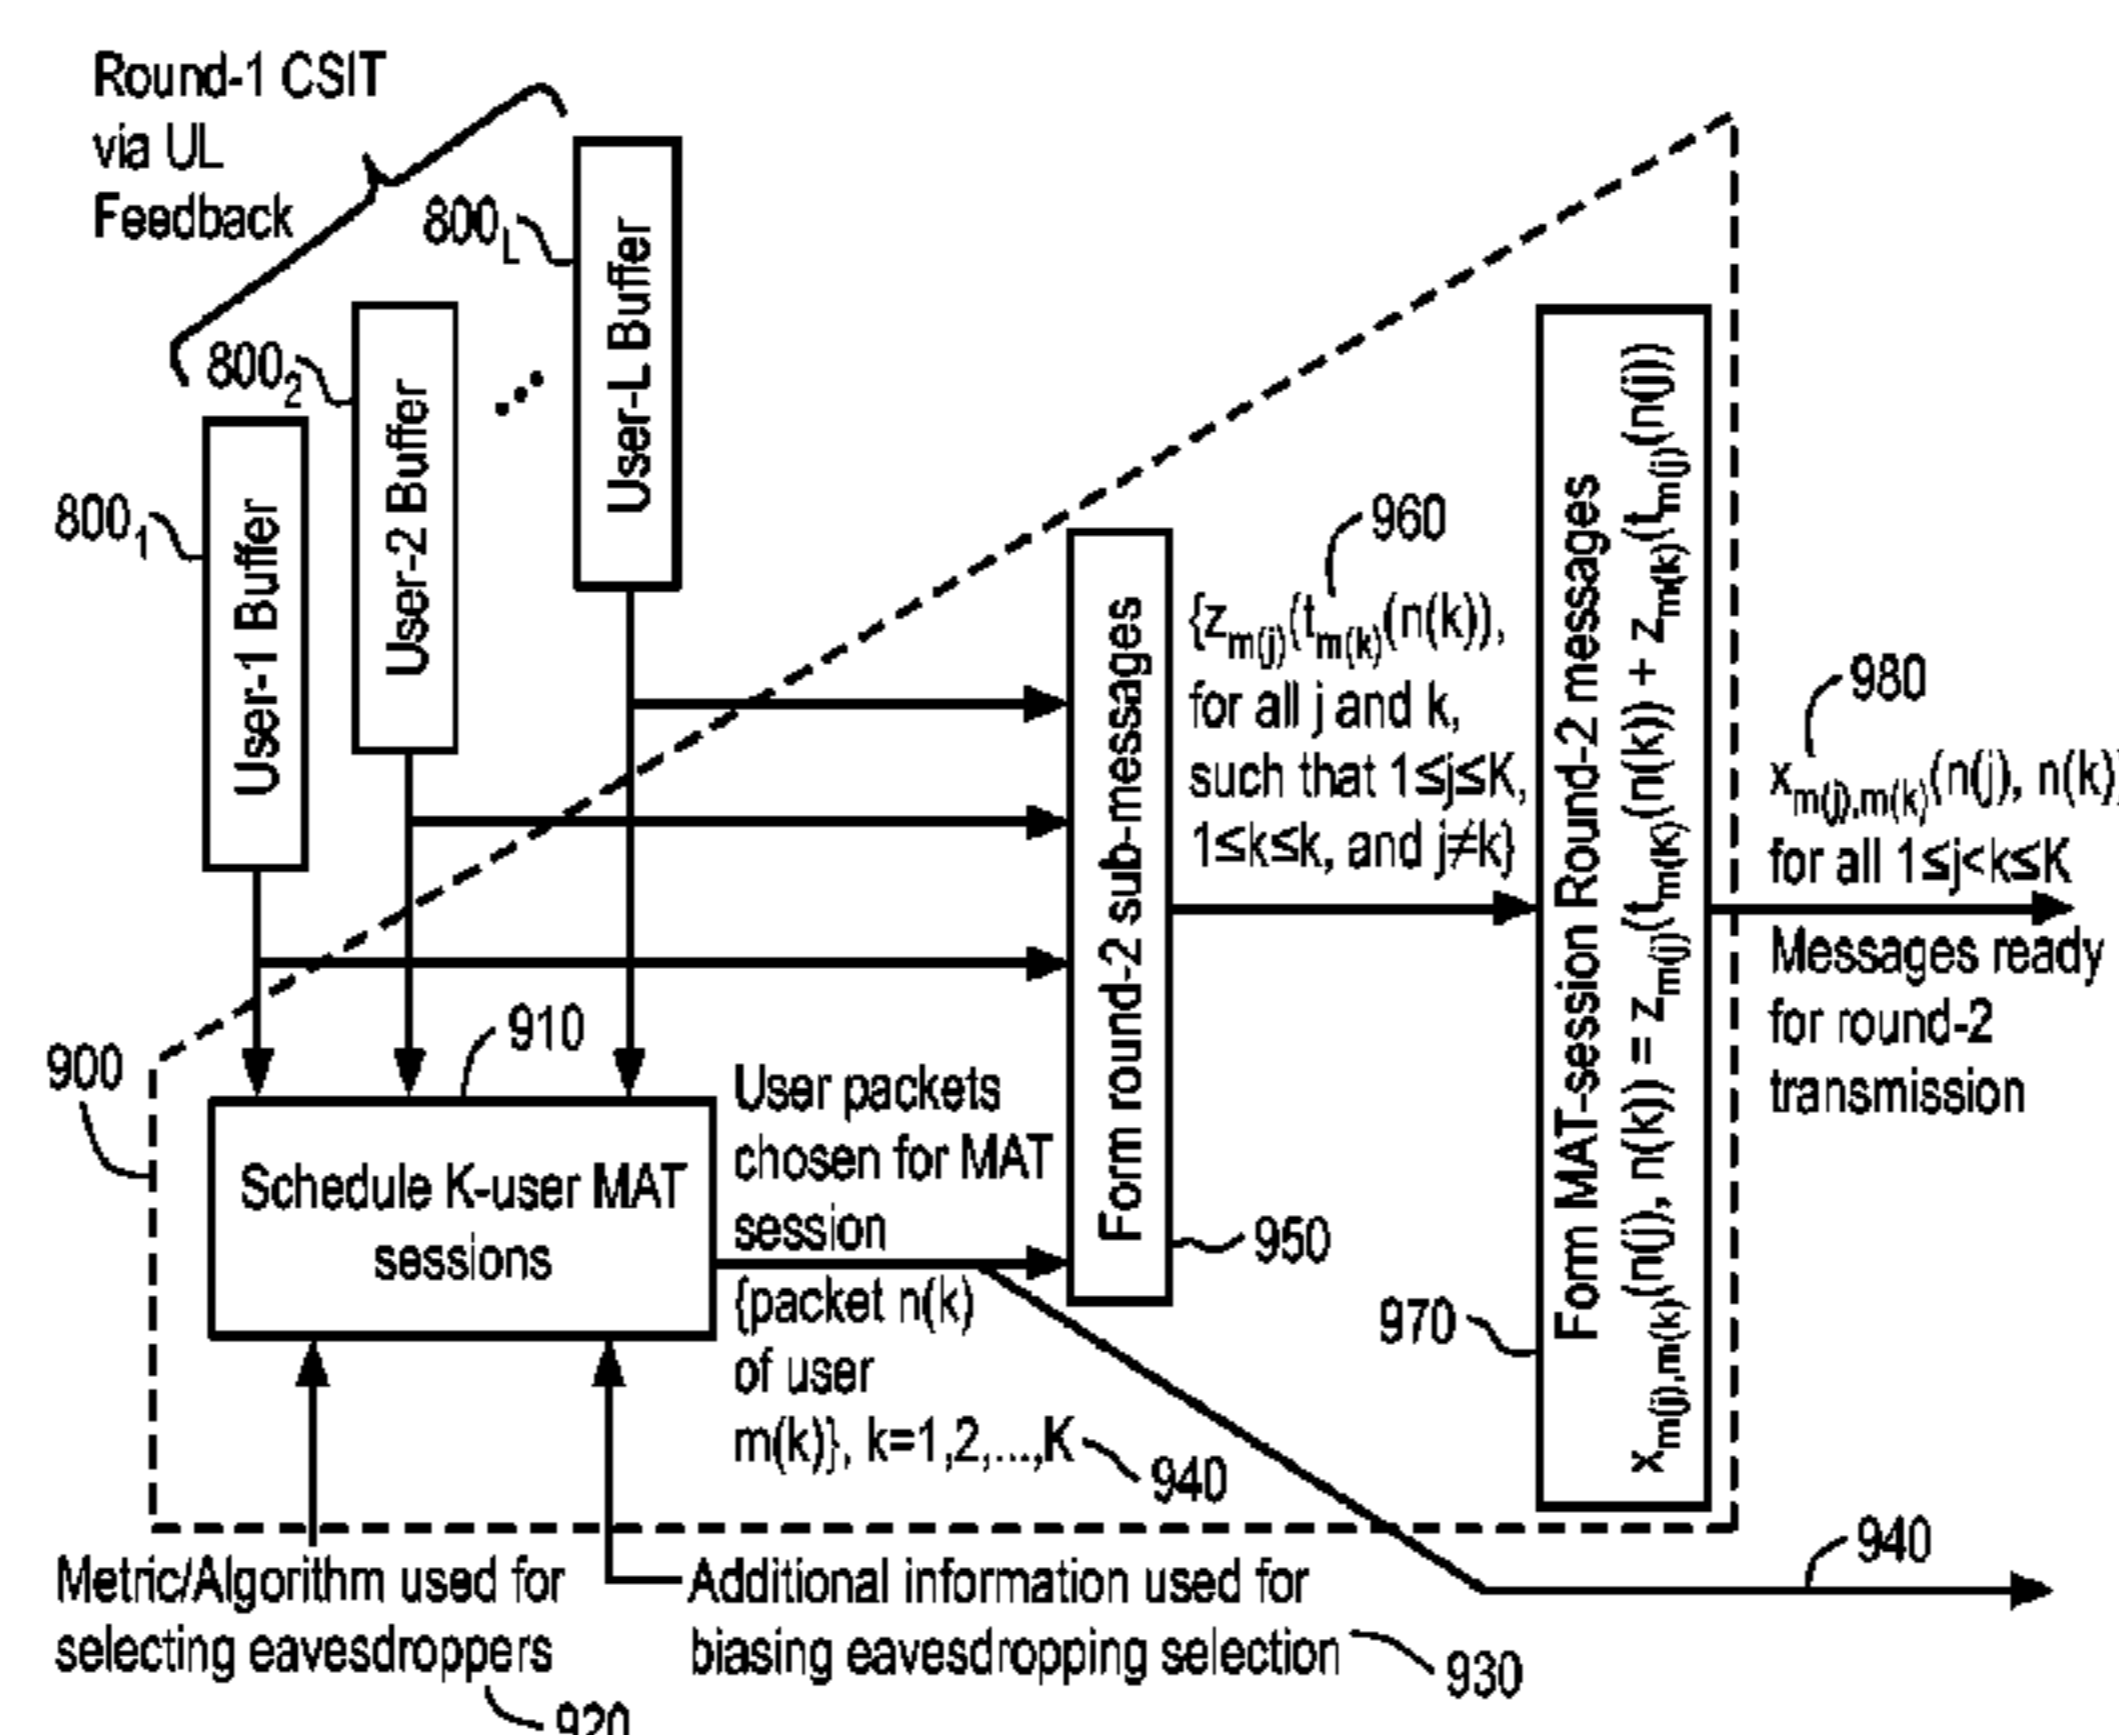 Round-1 CSIT
via UL
Feedback
800L
User-L Buffer
8002
User-2 Buffer
8001
User-1 Buffer
960
{zm(j)(tm(k)(n(k)),
for all j and k,
such that 1≤j≤K,
1≤k≤k, and j≠k}
Form round-2 sub-messages
950
Form MAT-session Round-2 messages
xm(j),m(k)(n(j), n(k)) = zm(j)(tm(K)(n(k)) + zm(k)(tm(j)(n(j))
970
980
xm(j),m(k)(n(j), n(k))
for all 1≤j<k≤K
Messages ready
for round-2
transmission
900
910
Schedule K-user MAT
sessions
User packets
chosen for MAT
session
{packet n(k)
of user
m(k)}, k=1,2,...,K
940
940
Metric/Algorithm used for
selecting eavesdroppers
920
Additional information used for
biasing eavesdropping selection
930